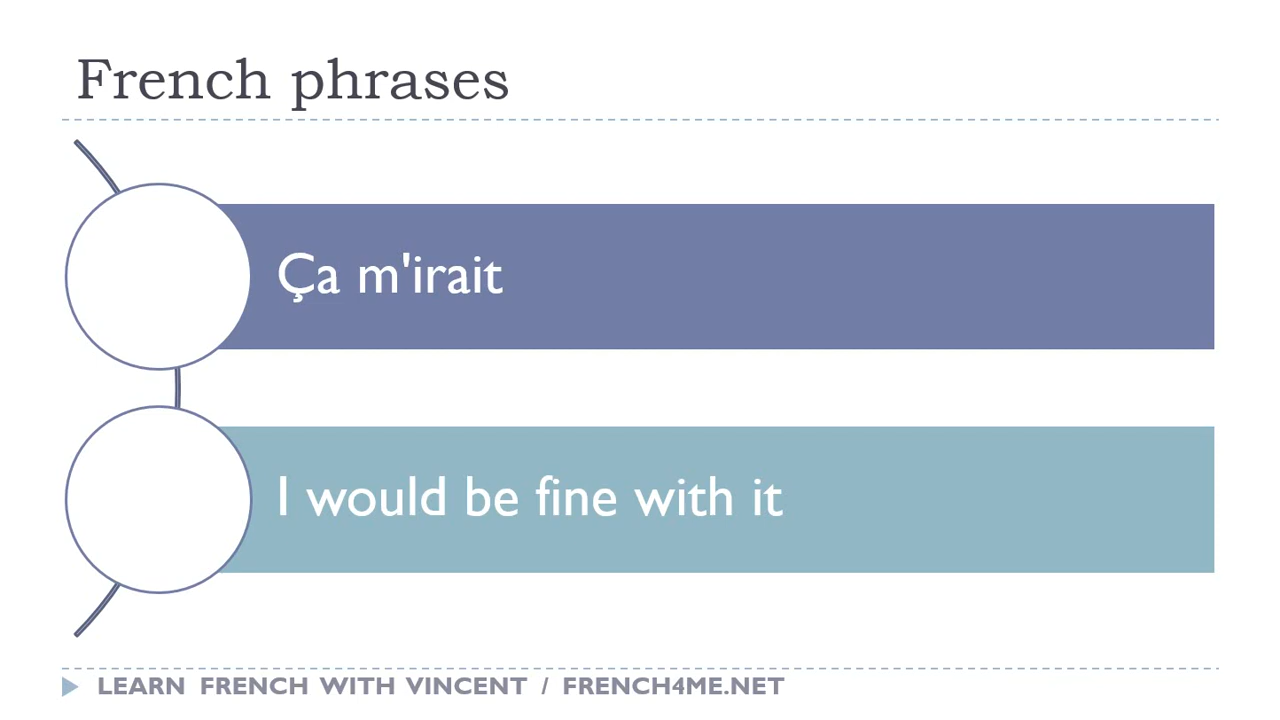 French phrases
Ça m'irait
I would be fine with it
LEARN FRENCH WITH VINCENT / FRENCH4ME.NET